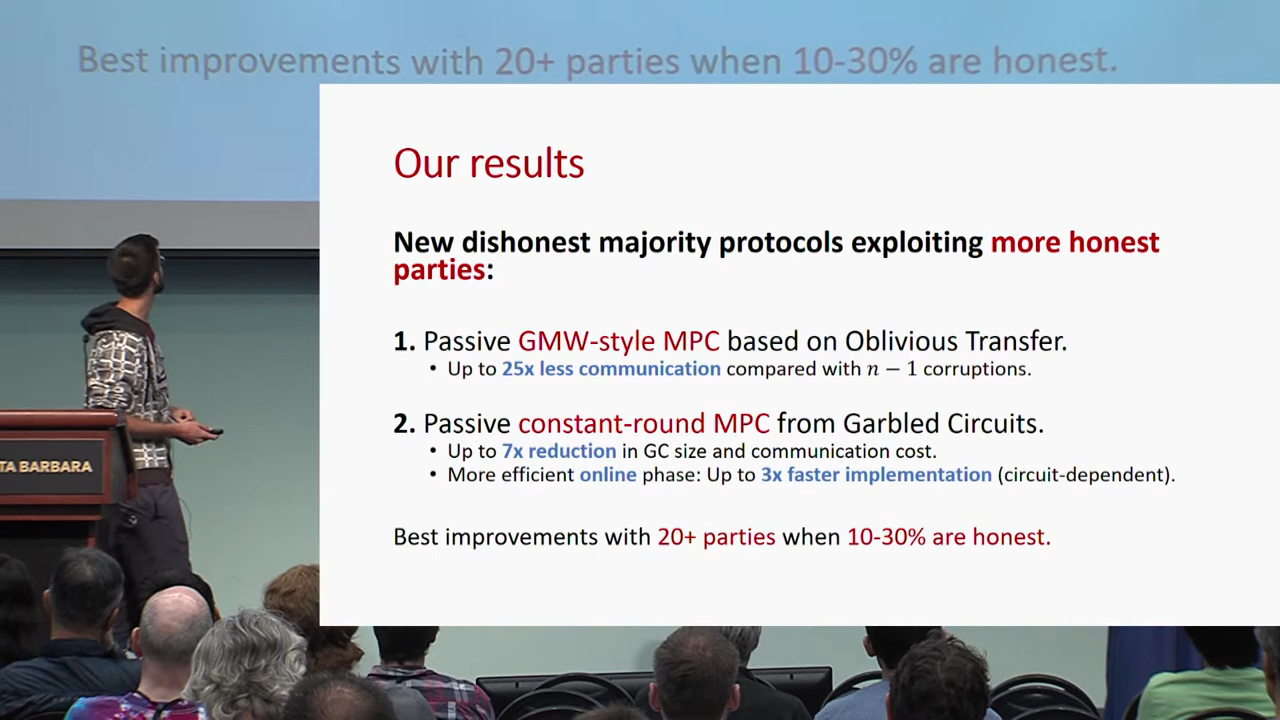 Best improvements with 20+ parties when 10-30% are honest.
Our results
New dishonest majority protocols exploiting more honest
parties:
1. Passive GMW-style MPC based on Oblivious Transfer.
• Up to 25x less communication compared with n − 1 corruptions.
2. Passive constant-round MPC from Garbled Circuits.
• Up to 7x reduction in GC size and communication cost.
• More efficient online phase: Up to 3x faster implementation (circuit-dependent).
TA BARBARA
Best improvements with 20+ parties when 10-30% are honest.